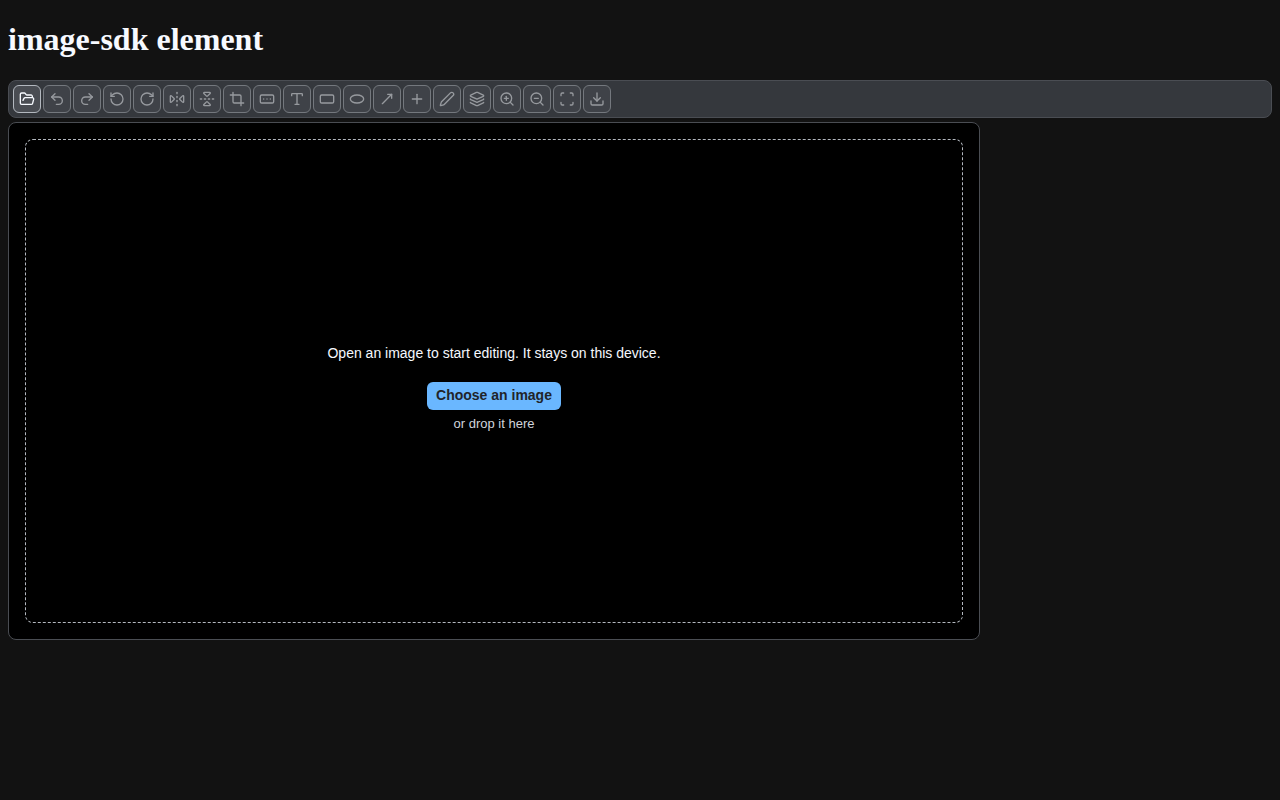 image-sdk element
Open an image to start editing. It stays on this device.
Choose an image
or drop it here